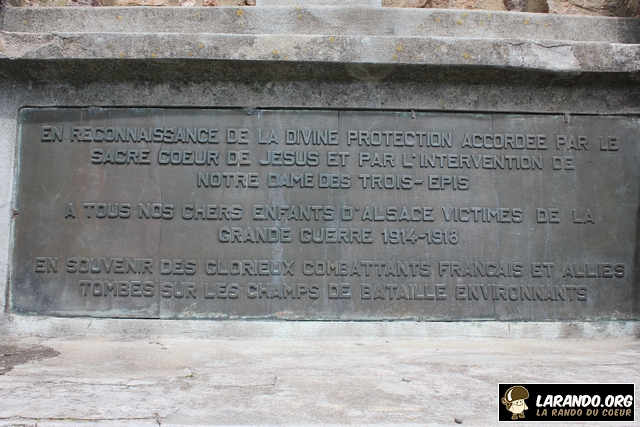 EN RECONNAISSANCE DE LA DIVINE PROTECTION ACCORDEE PAR LE
SACRE COEUR DE JESUS ET PAR L'INTERVENTION DE
NOTRE DAME DES TROIS-EPIS
A TOUS NOS CHERS ENFANTS D'ALSACE VICTIMES DE LA
GRANDE GUERRE 1914-1918
EN SOUVENIR DES GLORIEUX COMBATTANTS FRANCAIS ET ALLIES
TOMBES SUR LES CHAMPS DE BATAILLE ENVIRONNANTS
LARANDO.ORG
LA RANDO DU COEUR